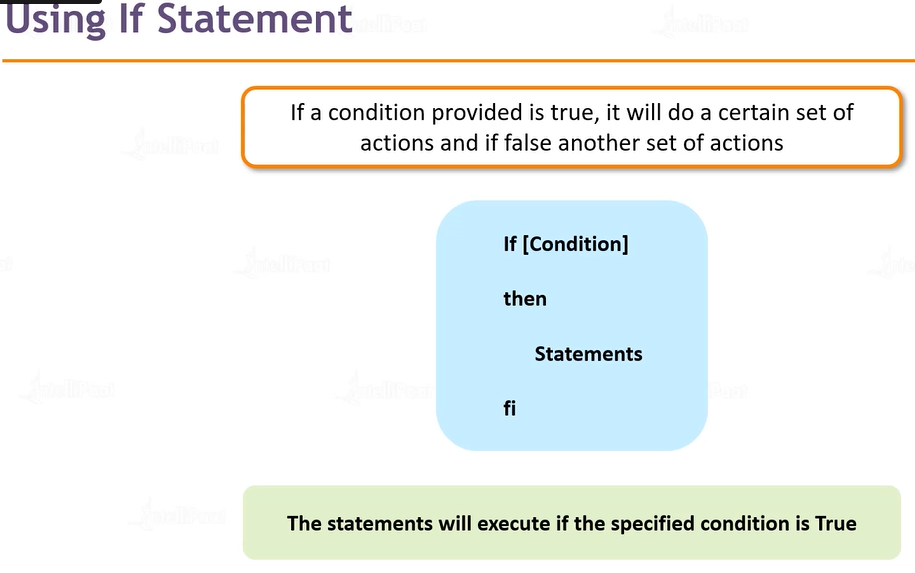 Using If Statement
If a condition provided is true, it will do a certain set of
actions and if false another set of actions
If [Condition]
then
Statements
fi
The statements will execute if the specified condition is True